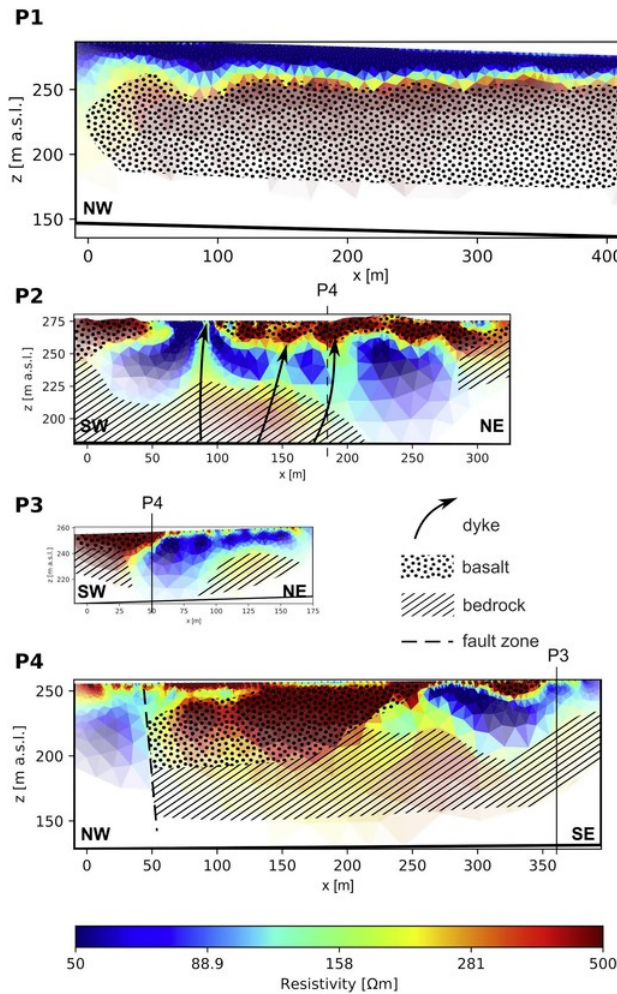 P1
z [m a.s.l.]
250
200
150
NW
0 100 200 300 400
x [m]
P2
P4
z [m a.s.l.]
275
250
225
200
SW
NE
0 50 100 150 200 250 300
x [m]
P3
P4
z [m a.s.l.]
260
240
220
SW
NE
0 25 50 75 100 125 150 175
x [m]
dyke
basalt
bedrock
fault zone
P4
P3
z [m a.s.l.]
250
200
150
NW
SE
0 50 100 150 200 250 300 350
x [m]
50 88.9 158 281 500
Resistivity [Ωm]